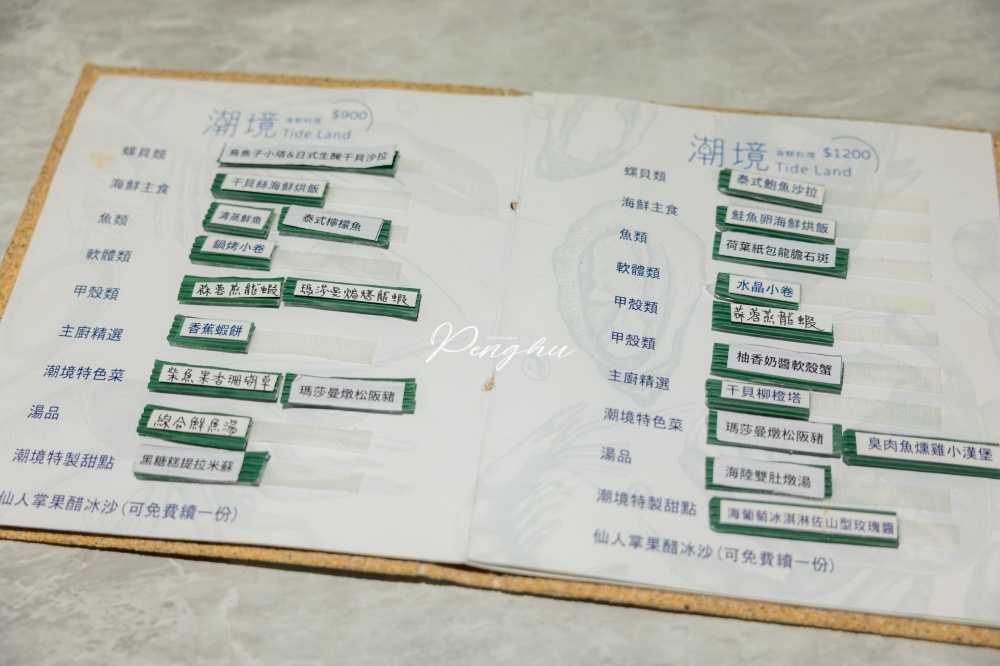 潮境 海鮮料理 $900
Tide Land
螺貝類 烏魚子小塔&日式生醃干貝沙拉
海鮮主食 干貝絲海鮮烘飯
魚類 清蒸鮮魚 泰式檸檬魚
軟體類 鍋烤小卷
甲殼類 蒜蓉蒸龍蝦 瑪莎曼焗烤龍蝦
主廚精選 香蕉蝦餅
潮境特色菜 柴魚果古珊瑚草 瑪莎曼燉松阪豬
湯品 綜合鮮魚湯
潮境特製甜點 黑糖糕提拉米蘇
仙人掌果醋冰沙(可免費續一份)
潮境 海鮮料理 $1200
Tide Land
螺貝類 泰式鮑魚沙拉
海鮮主食 鮭魚卵海鮮烘飯
魚類 荷葉紙包龍膽石斑
軟體類 水晶小卷
甲殼類 蒜蓉蒸龍蝦
甲殼類 柚香奶醬軟殼蟹
主廚精選 干貝柳橙塔
潮境特色菜 瑪莎曼燉松阪豬 臭肉魚燻雞小漢堡
湯品 海陸雙肚燉湯
潮境特製甜點 海葡萄冰淇淋佐山型玫瑰醬
仙人掌果醋冰沙(可免費續一份)
Penghu